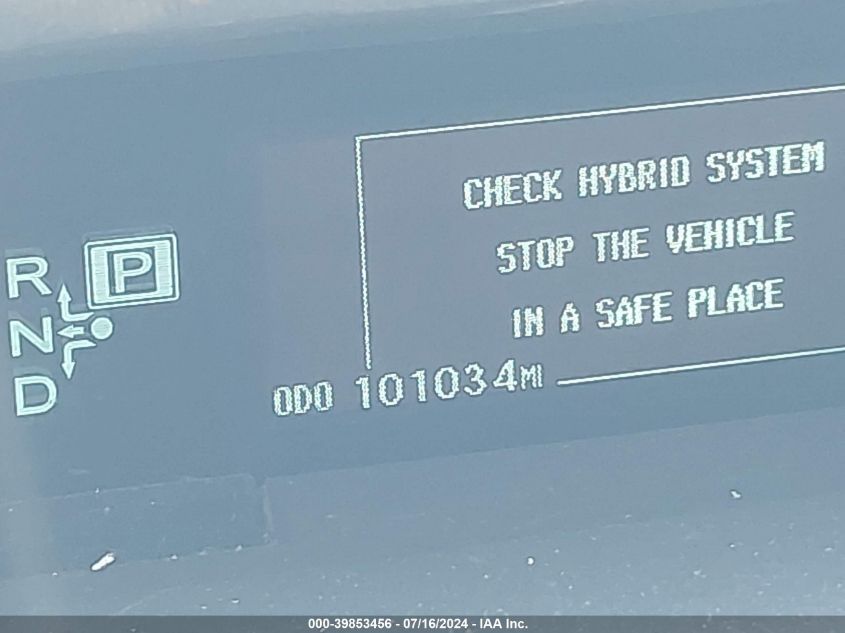 CHECK HYBRID SYSTEM
STOP THE VEHICLE
IN A SAFE PLACE
R
P
N
D
ODO 101034MI
000-39853456 - 07/16/2024 - IAA Inc.